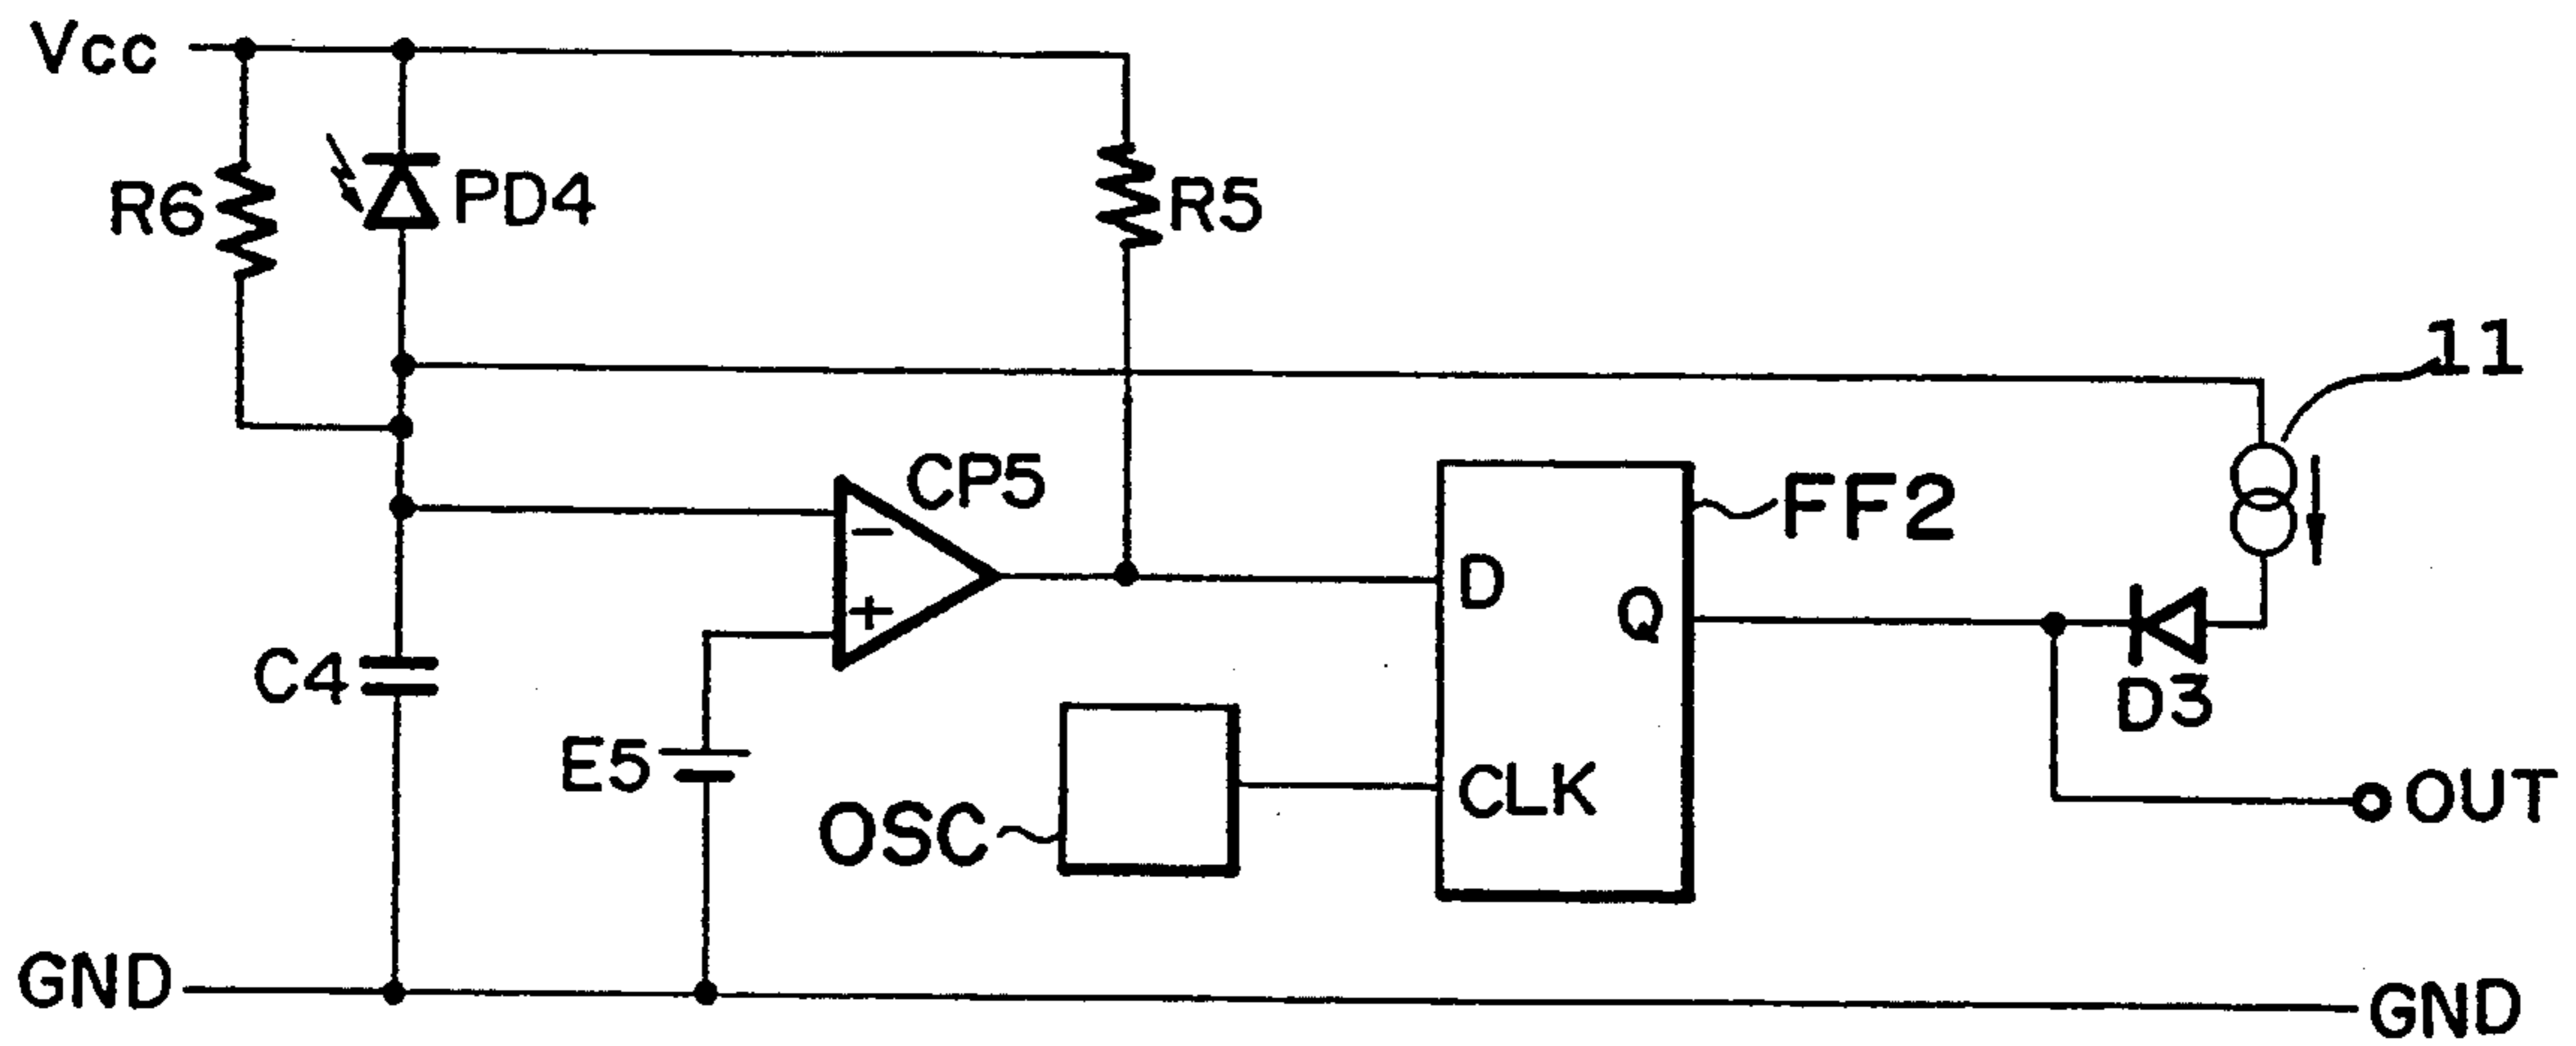 Vcc
R6
PD4
R5
11
CP5
−
+
FF2
D
Q
C4
D3
E5
CLK
OSC
OUT
GND
GND